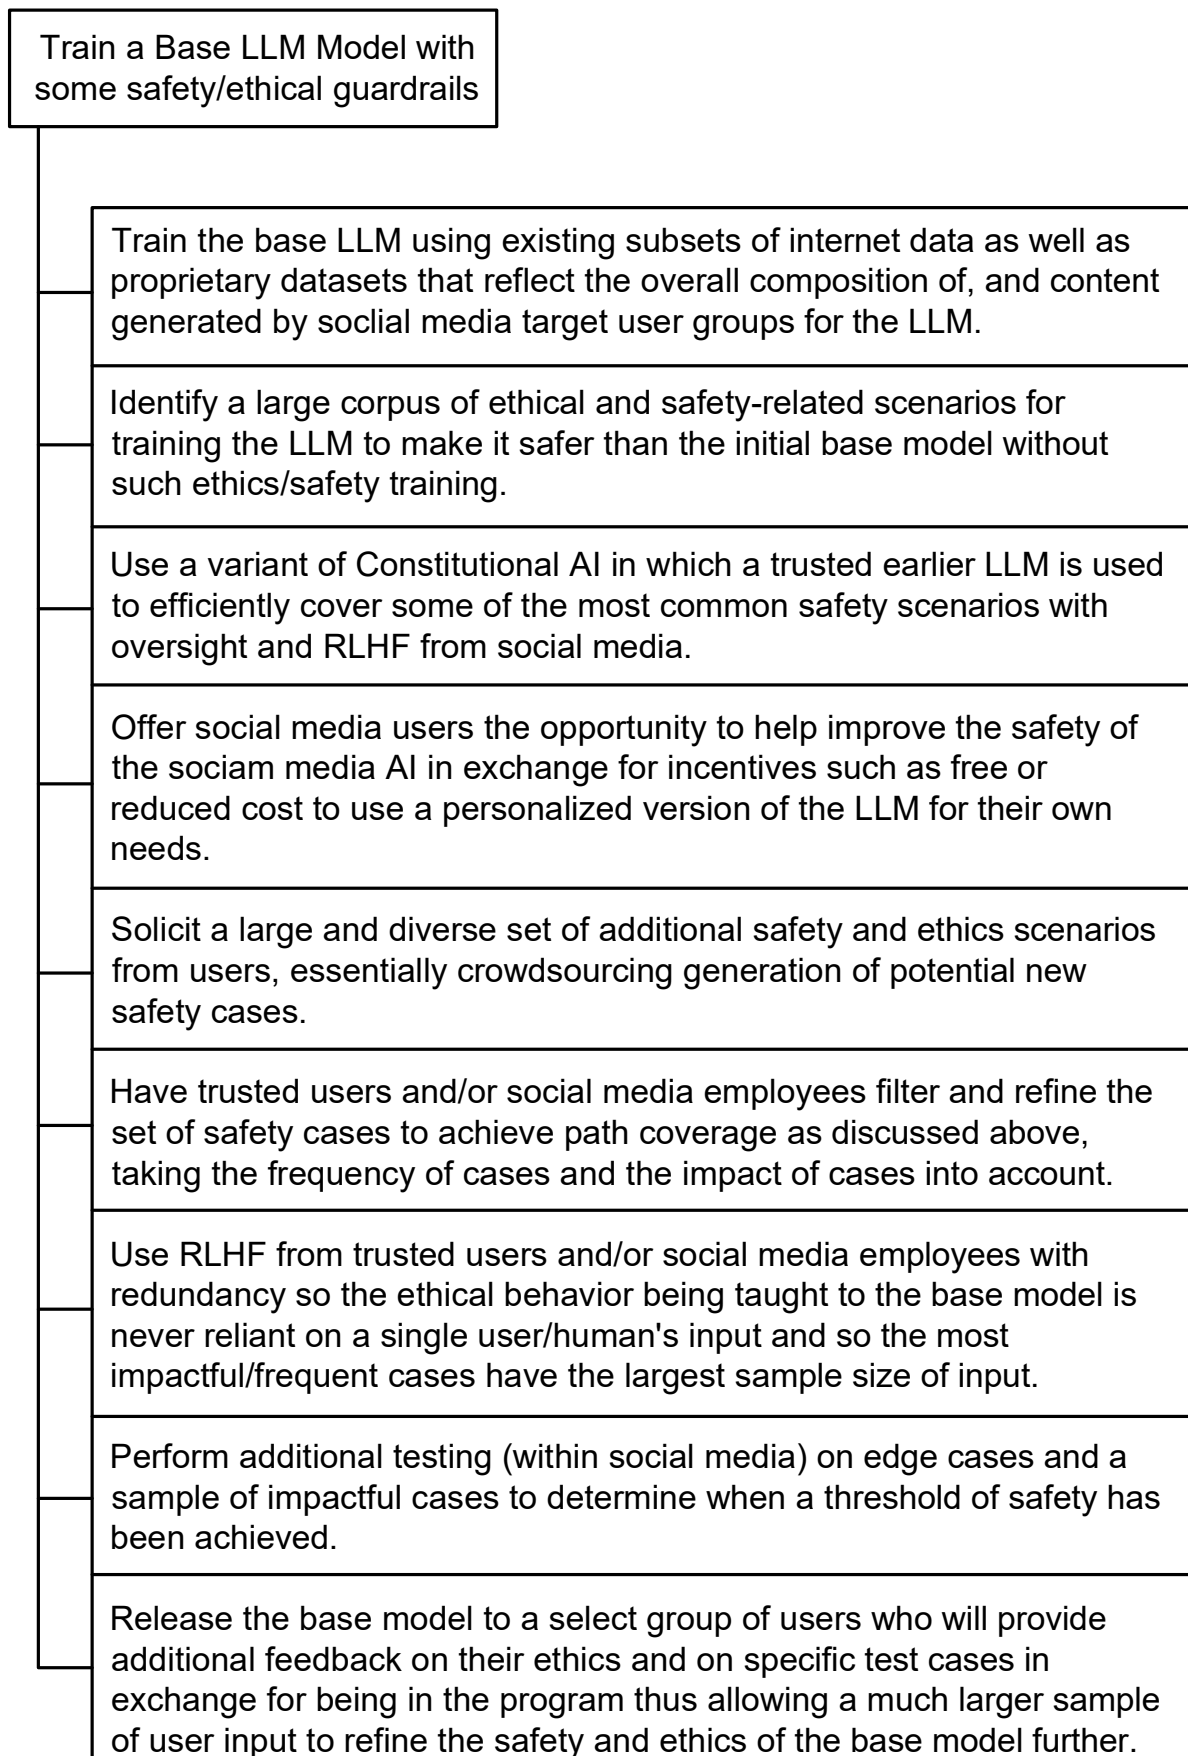 Train a Base LLM Model with
some safety/ethical guardrails
Train the base LLM using existing subsets of internet data as well as
proprietary datasets that reflect the overall composition of, and content
generated by soclial media target user groups for the LLM.
Identify a large corpus of ethical and safety-related scenarios for
training the LLM to make it safer than the initial base model without
such ethics/safety training.
Use a variant of Constitutional AI in which a trusted earlier LLM is used
to efficiently cover some of the most common safety scenarios with
oversight and RLHF from social media.
Offer social media users the opportunity to help improve the safety of
the sociam media AI in exchange for incentives such as free or
reduced cost to use a personalized version of the LLM for their own
needs.
Solicit a large and diverse set of additional safety and ethics scenarios
from users, essentially crowdsourcing generation of potential new
safety cases.
Have trusted users and/or social media employees filter and refine the
set of safety cases to achieve path coverage as discussed above,
taking the frequency of cases and the impact of cases into account.
Use RLHF from trusted users and/or social media employees with
redundancy so the ethical behavior being taught to the base model is
never reliant on a single user/human's input and so the most
impactful/frequent cases have the largest sample size of input.
Perform additional testing (within social media) on edge cases and a
sample of impactful cases to determine when a threshold of safety has
been achieved.
Release the base model to a select group of users who will provide
additional feedback on their ethics and on specific test cases in
exchange for being in the program thus allowing a much larger sample
of user input to refine the safety and ethics of the base model further.